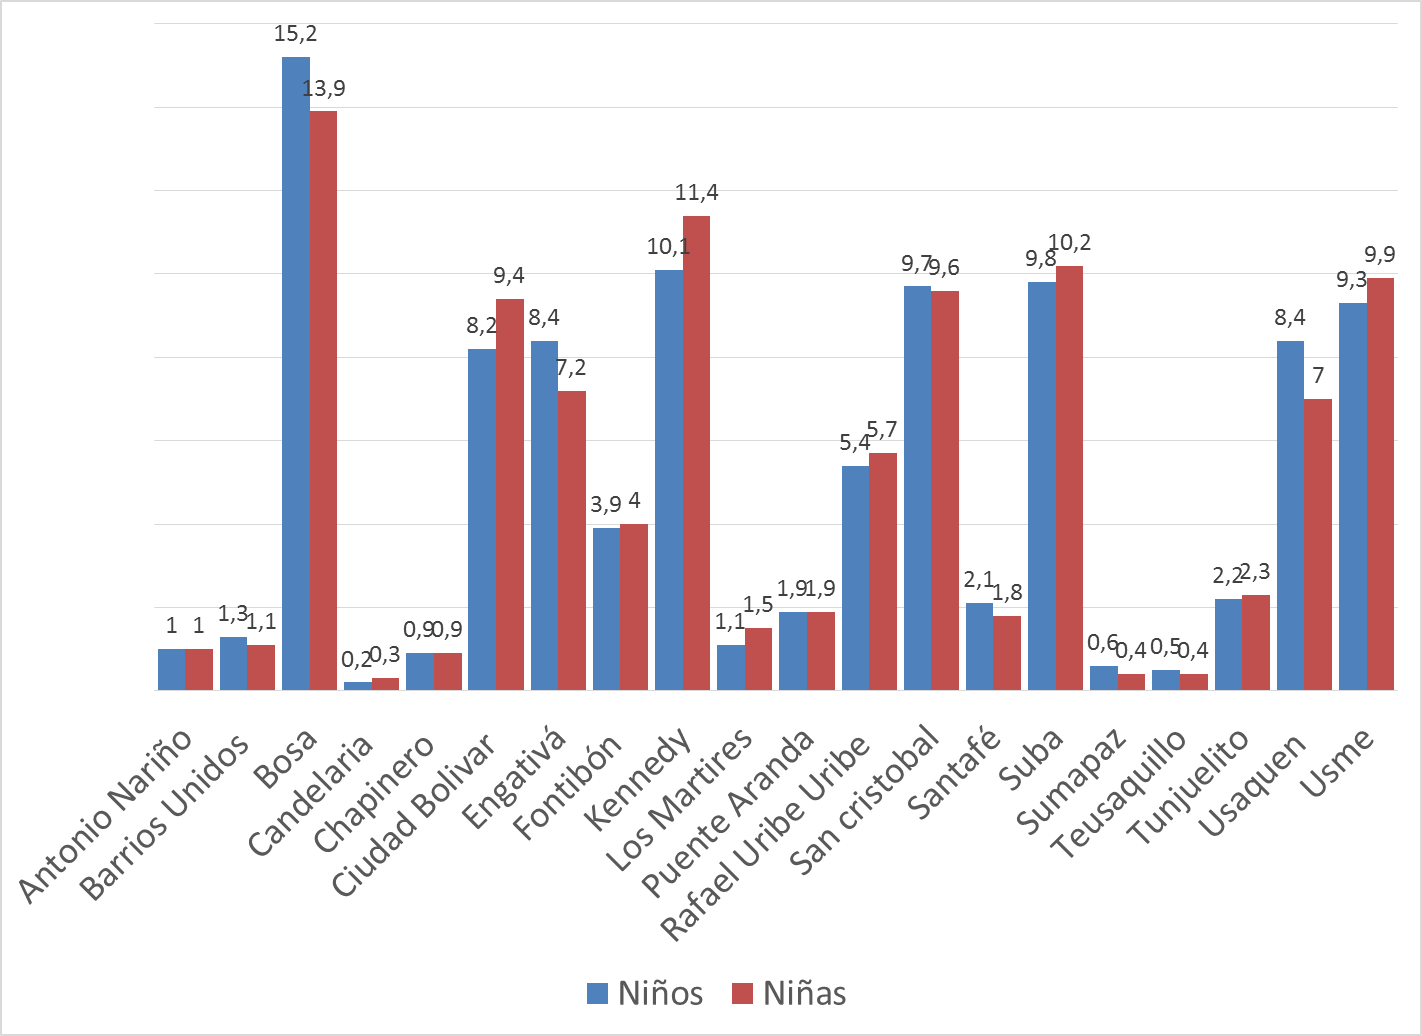 15,2
13,9
11,4
10,1
10,2
9,8
9,9
9,3
9,7
9,6
9,4
8,2
8,4
7,2
8,4
7
5,4
5,7
3,9
4
2,2
2,3
2,1
1,8
1,9
1,9
1,1
1,5
1,3
1,1
1
1
0,9
0,9
0,6
0,4
0,5
0,4
0,2
0,3
Antonio Nariño
Barrios Unidos
Bosa
Candelaria
Chapinero
Ciudad Bolivar
Engativá
Fontibón
Kennedy
Los Martires
Puente Aranda
Rafael Uribe Uribe
San cristobal
Santafé
Suba
Sumapaz
Teusaquillo
Tunjuelito
Usaquen
Usme
Niños
Niñas